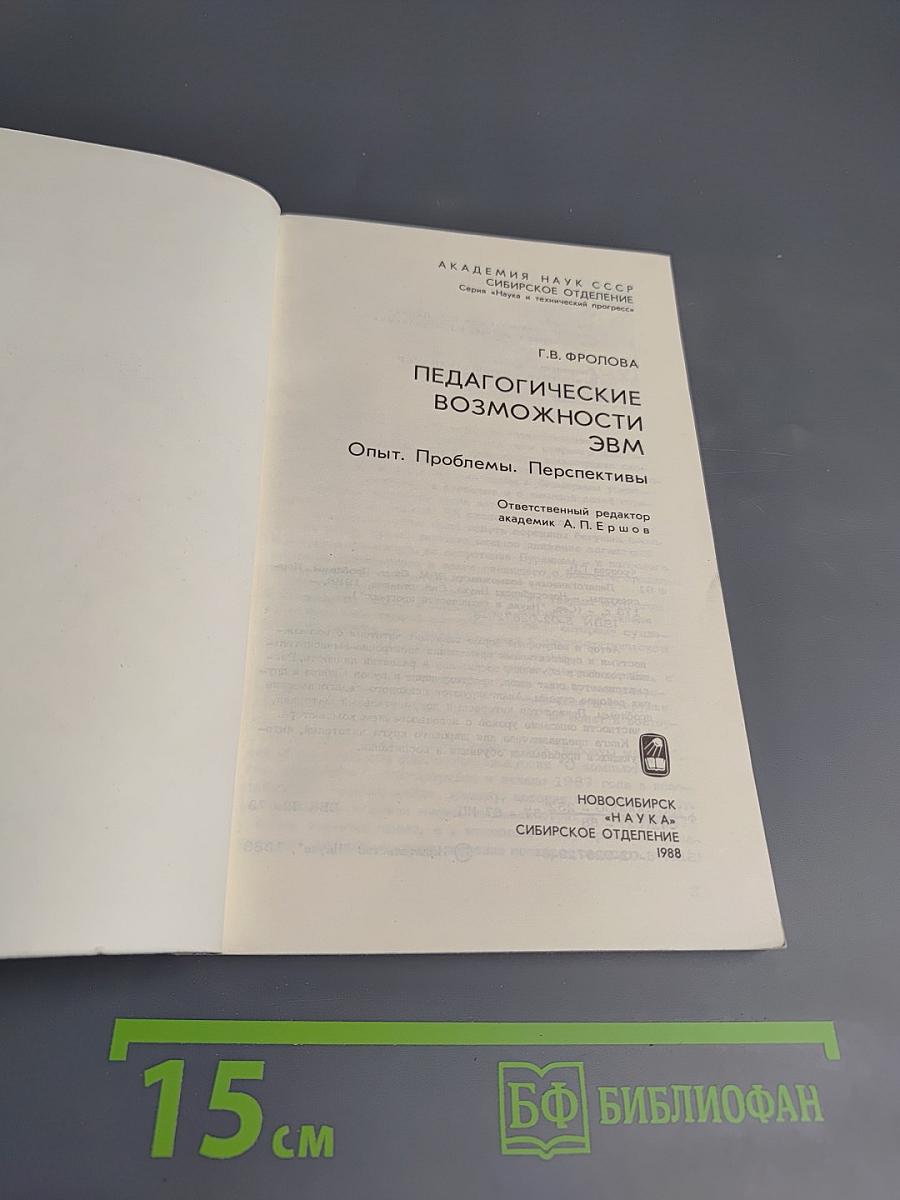 АКАДЕМИЯ НАУК СССР
СИБИРСКОЕ ОТДЕЛЕНИЕ
Серия «Наука и технический прогресс»
Г.В. ФРОЛОВА
ПЕДАГОГИЧЕСКИЕ
ВОЗМОЖНОСТИ
ЭВМ
Опыт. Проблемы. Перспективы
Ответственный редактор
академик А.П.Ершов
НОВОСИБИРСК
«НАУКА»
СИБИРСКОЕ ОТДЕЛЕНИЕ
1988
15 см
БФ БИБЛИОФАН